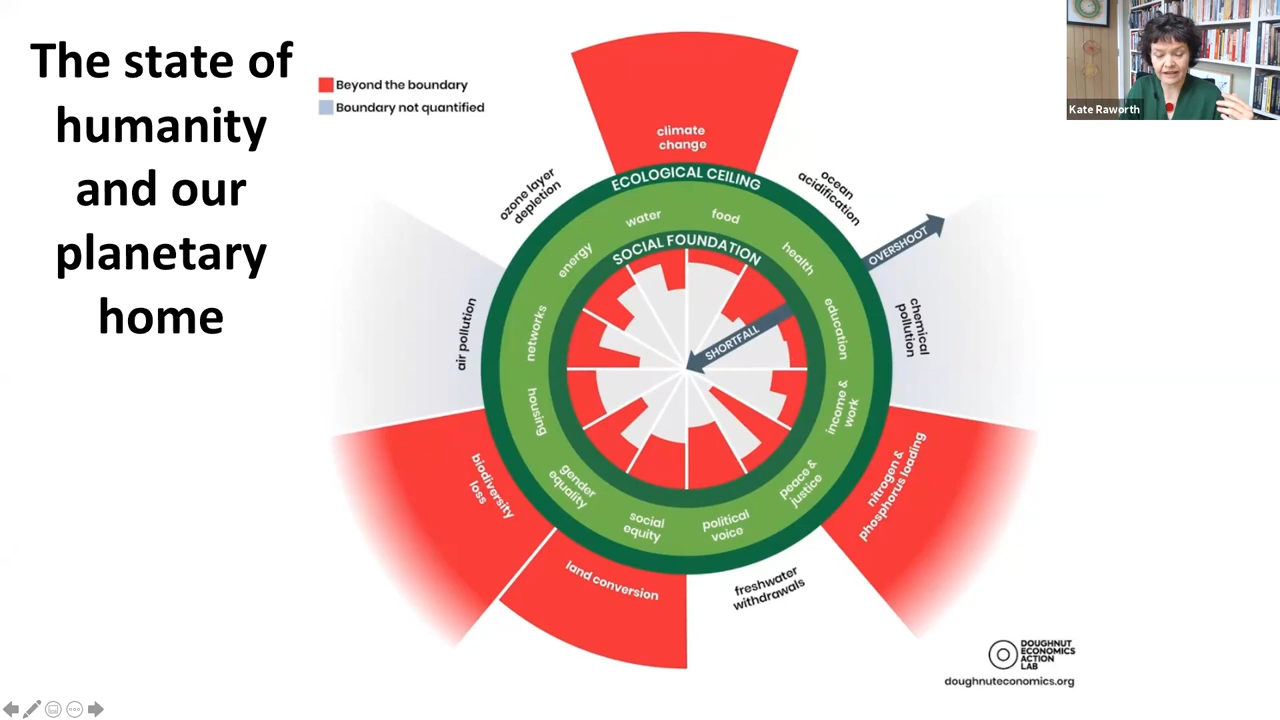 The state of
humanity
and our
planetary
home
Beyond the boundary
Boundary not quantified
climate
change
ozone layer
depletion
ocean
acidification
ECOLOGICAL CEILING
OVERSHOOT
water
food
energy
health
SOCIAL FOUNDATION
networks
education
SHORTFALL
air pollution
chemical
pollution
housing
income &
work
gender
equality
peace &
justice
social
equity
political
voice
biodiversity
loss
nitrogen &
phosphorus loading
land conversion
freshwater
withdrawals
DOUGHNUT
ECONOMICS
ACTION
LAB
doughnuteconomics.org
Kate Raworth